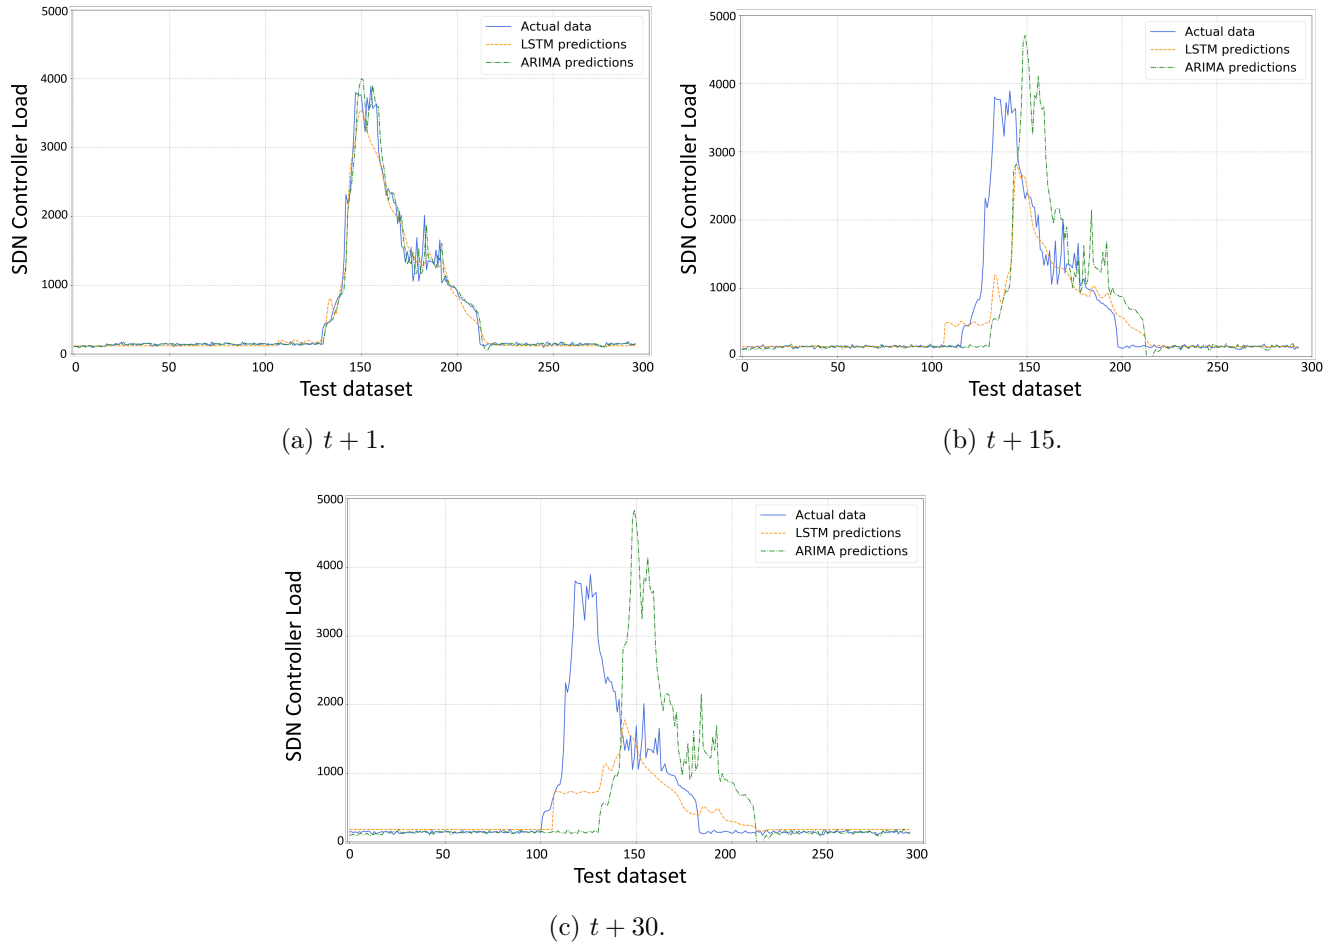 5000
4000
3000
2000
1000
0
SDN Controller Load
Actual data
LSTM predictions
ARIMA predictions
0 50 100 150 200 250 300
Test dataset
(a) t + 1.
5000
4000
3000
2000
1000
0
SDN Controller Load
Actual data
LSTM predictions
ARIMA predictions
0 50 100 150 200 250 300
Test dataset
(b) t + 15.
5000
4000
3000
2000
1000
0
SDN Controller Load
Actual data
LSTM predictions
ARIMA predictions
0 50 100 150 200 250 300
Test dataset
(c) t + 30.